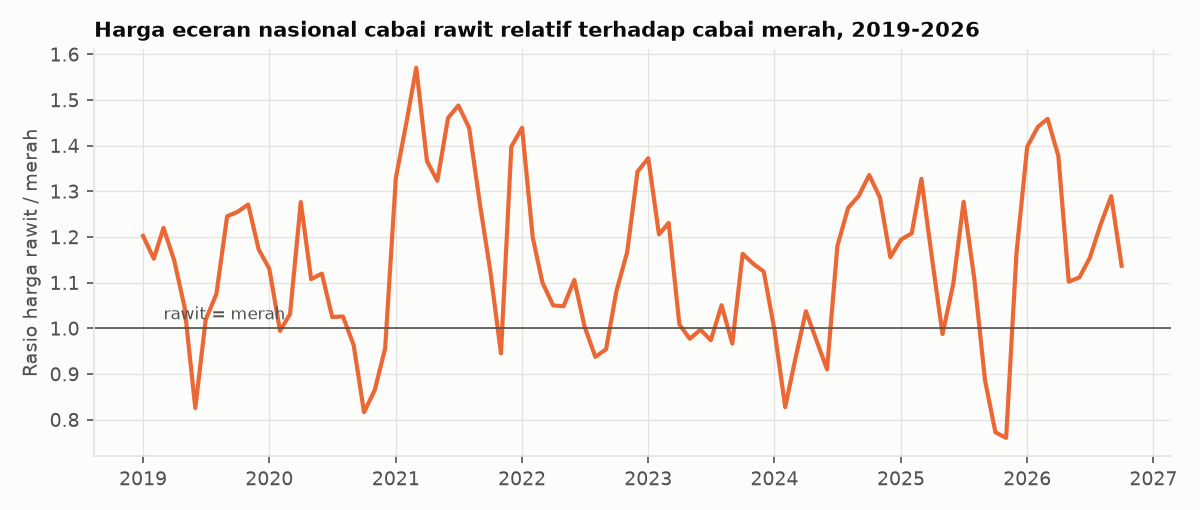 Harga eceran nasional cabai rawit relatif terhadap cabai merah, 2019-2026
Rasio harga rawit / merah
1.6
1.5
1.4
1.3
1.2
1.1
1.0
0.9
0.8
rawit = merah
2019 2020 2021 2022 2023 2024 2025 2026 2027